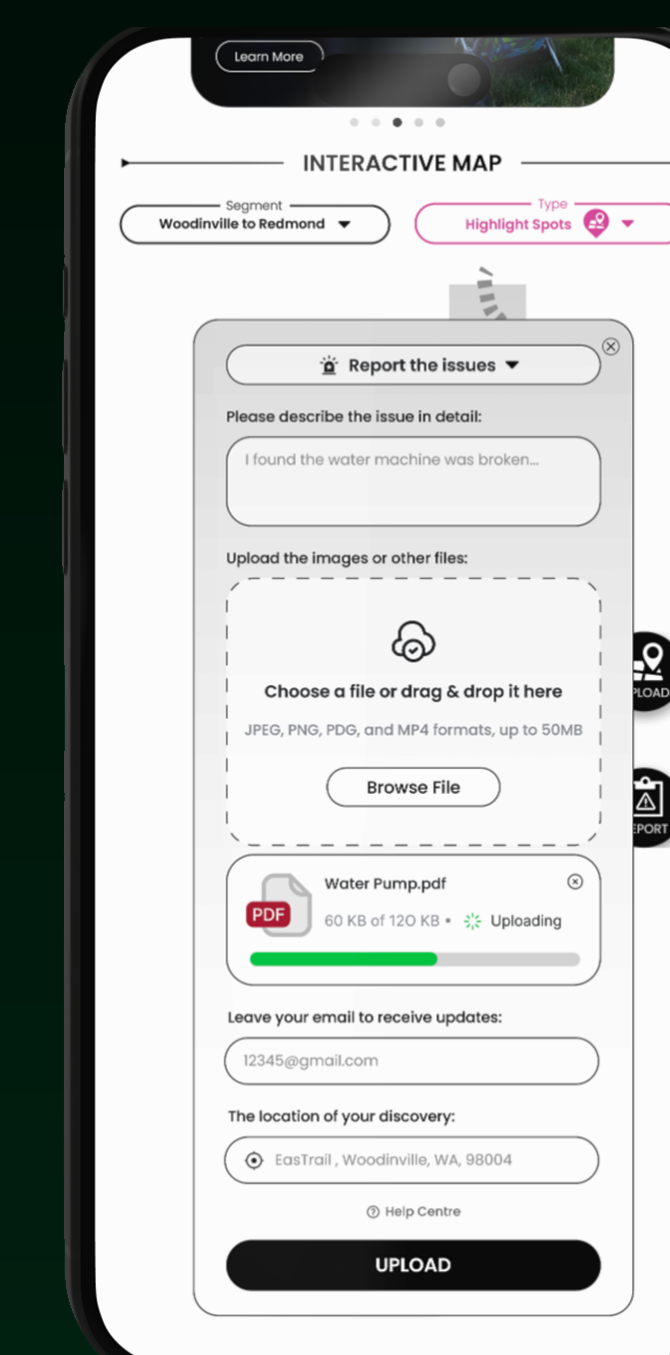 Learn More
INTERACTIVE MAP
Segment
Woodinville to Redmond
Type
Highlight Spots
Report the issues
Please describe the issue in detail:
I found the water machine was broken...
Upload the images or other files:
Choose a file or drag & drop it here
JPEG, PNG, PDG, and MP4 formats, up to 50MB
Browse File
PLOAD
EPORT
Water Pump.pdf
PDF
60 KB of 120 KB • Uploading
Leave your email to receive updates:
12345@gmail.com
The location of your discovery:
EasTrail , Woodinville, WA, 98004
Help Centre
UPLOAD